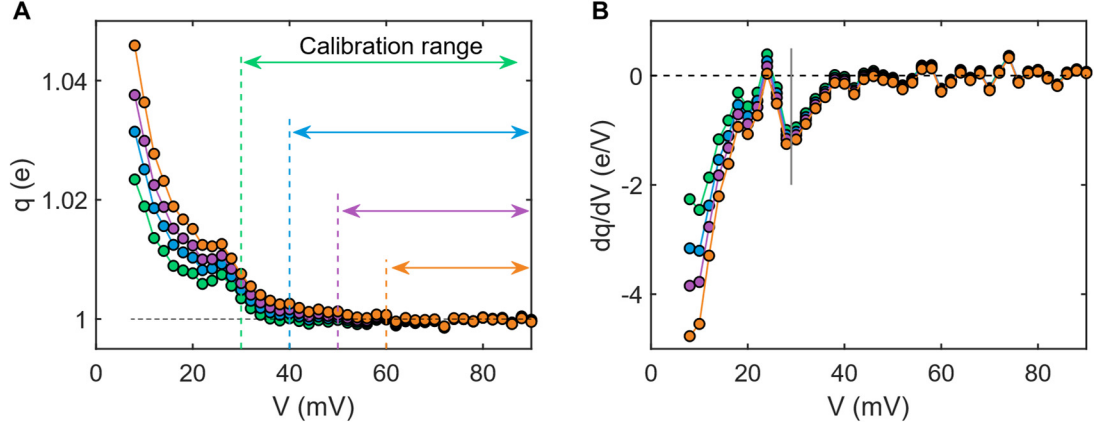 A
Calibration range
1.04
1.02
1
q (e)
0 20 40 60 80
V (mV)
B
0
-2
-4
dq/dV (e/V)
0 20 40 60 80
V (mV)